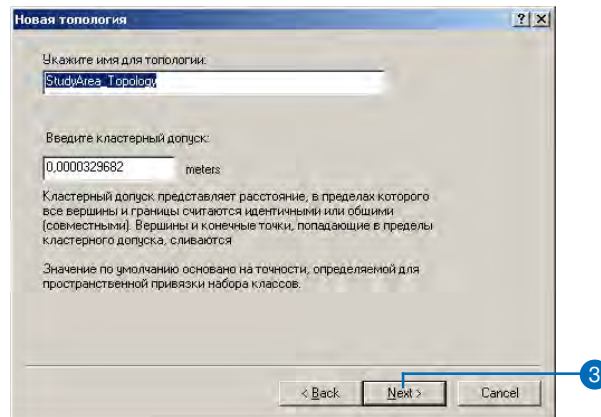 Новая топология
? ×
Укажите имя для топологии:
StudyArea_Topology
Введите кластерный допуск:
0,0000329682 meters
Кластерный допуск представляет расстояние, в пределах которого
все вершины и границы считаются идентичными или общими
(совместными). Вершины и конечные точки, попадающие в пределы
кластерного допуска, сливаются
Значение по умолчанию основано на точности, определяемой для
пространственной привязки набора классов.
< Back Next > Cancel
3